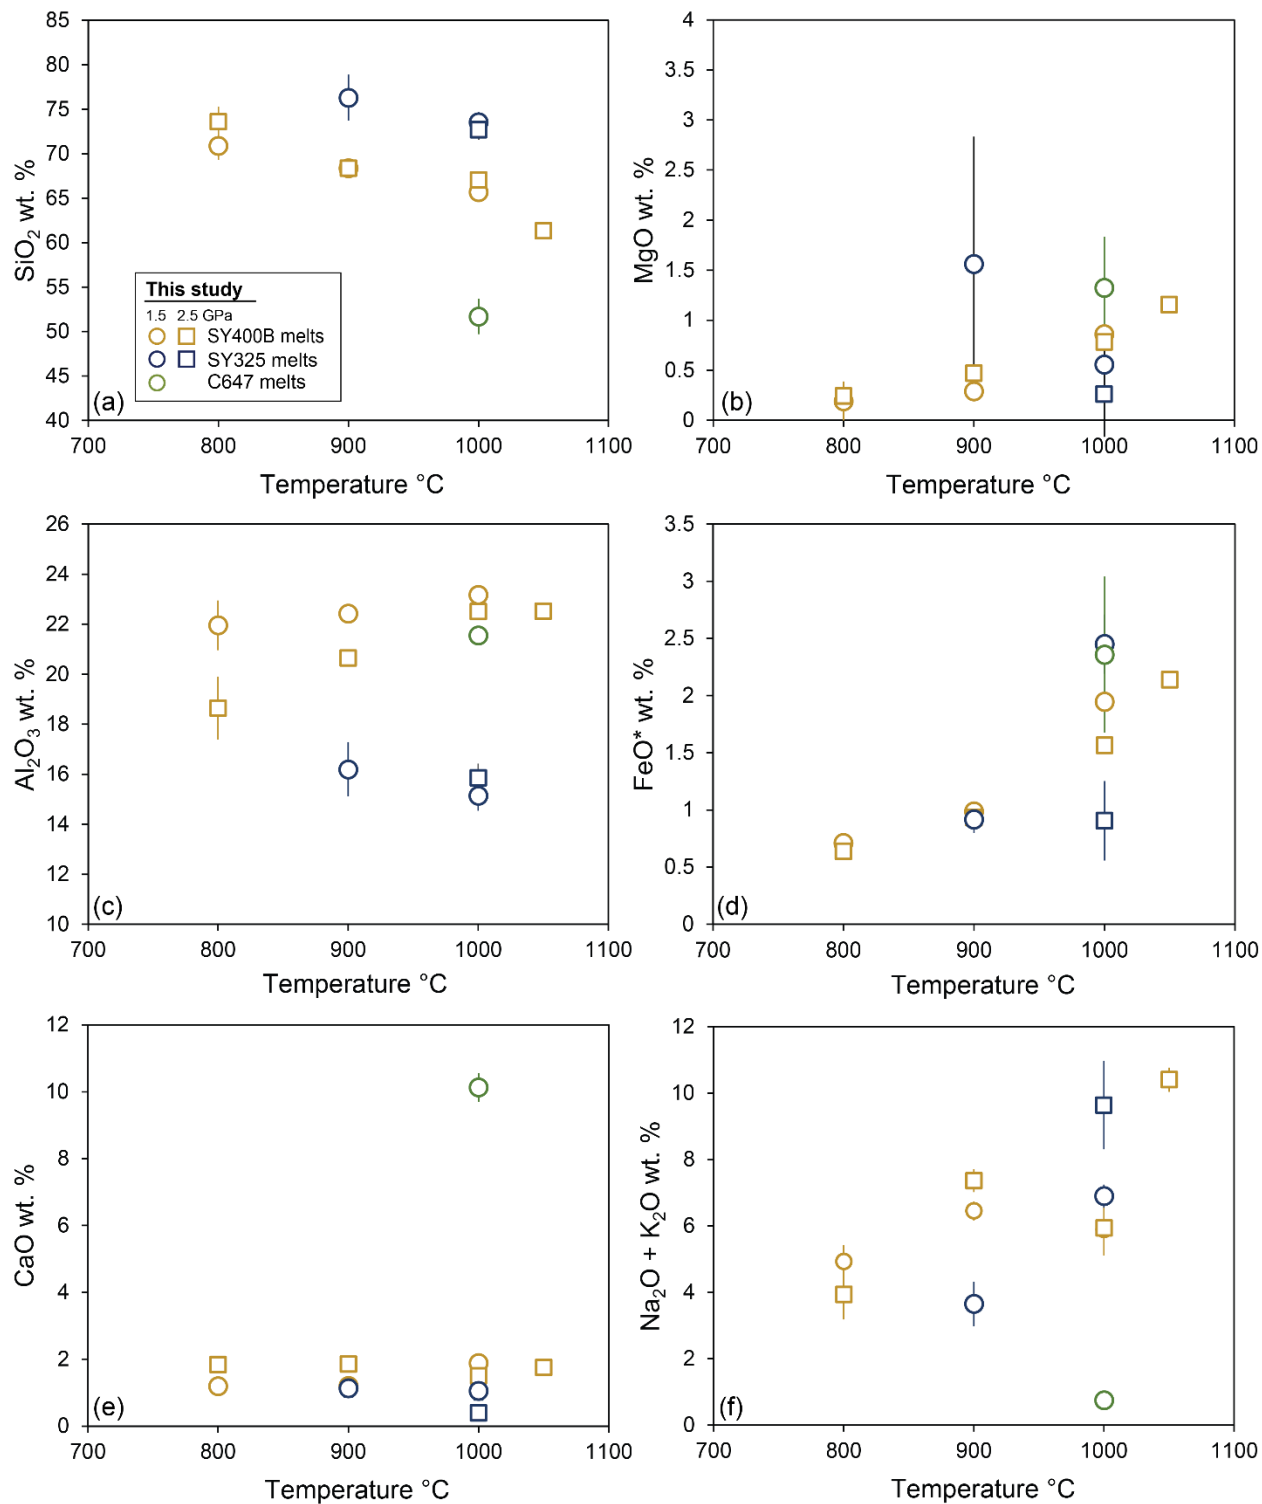 85
80
75
70
65
60
55
50
45
40
SiO₂ wt. %
This study
1.5 2.5 GPa
SY400B melts
SY325 melts
C647 melts
(a)
700 800 900 1000 1100
Temperature °C
4
3.5
3
2.5
2
1.5
1
0.5
0
MgO wt. %
(b)
700 800 900 1000 1100
Temperature °C
26
24
22
20
18
16
14
12
10
Al₂O₃ wt. %
(c)
700 800 900 1000 1100
Temperature °C
3.5
3
2.5
2
1.5
1
0.5
0
FeO* wt. %
(d)
700 800 900 1000 1100
Temperature °C
12
10
8
6
4
2
0
CaO wt. %
(e)
700 800 900 1000 1100
Temperature °C
12
10
8
6
4
2
0
Na₂O + K₂O wt. %
(f)
700 800 900 1000 1100
Temperature °C